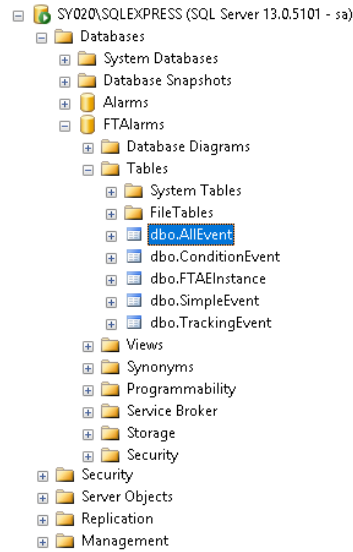 SY020\SQLEXPRESS (SQL Server 13.0.5101 - sa)
Databases
System Databases
Database Snapshots
Alarms
FTAlarms
Database Diagrams
Tables
System Tables
FileTables
dbo.AllEvent
dbo.ConditionEvent
dbo.FTAEInstance
dbo.SimpleEvent
dbo.TrackingEvent
Views
Synonyms
Programmability
Service Broker
Storage
Security
Security
Server Objects
Replication
Management